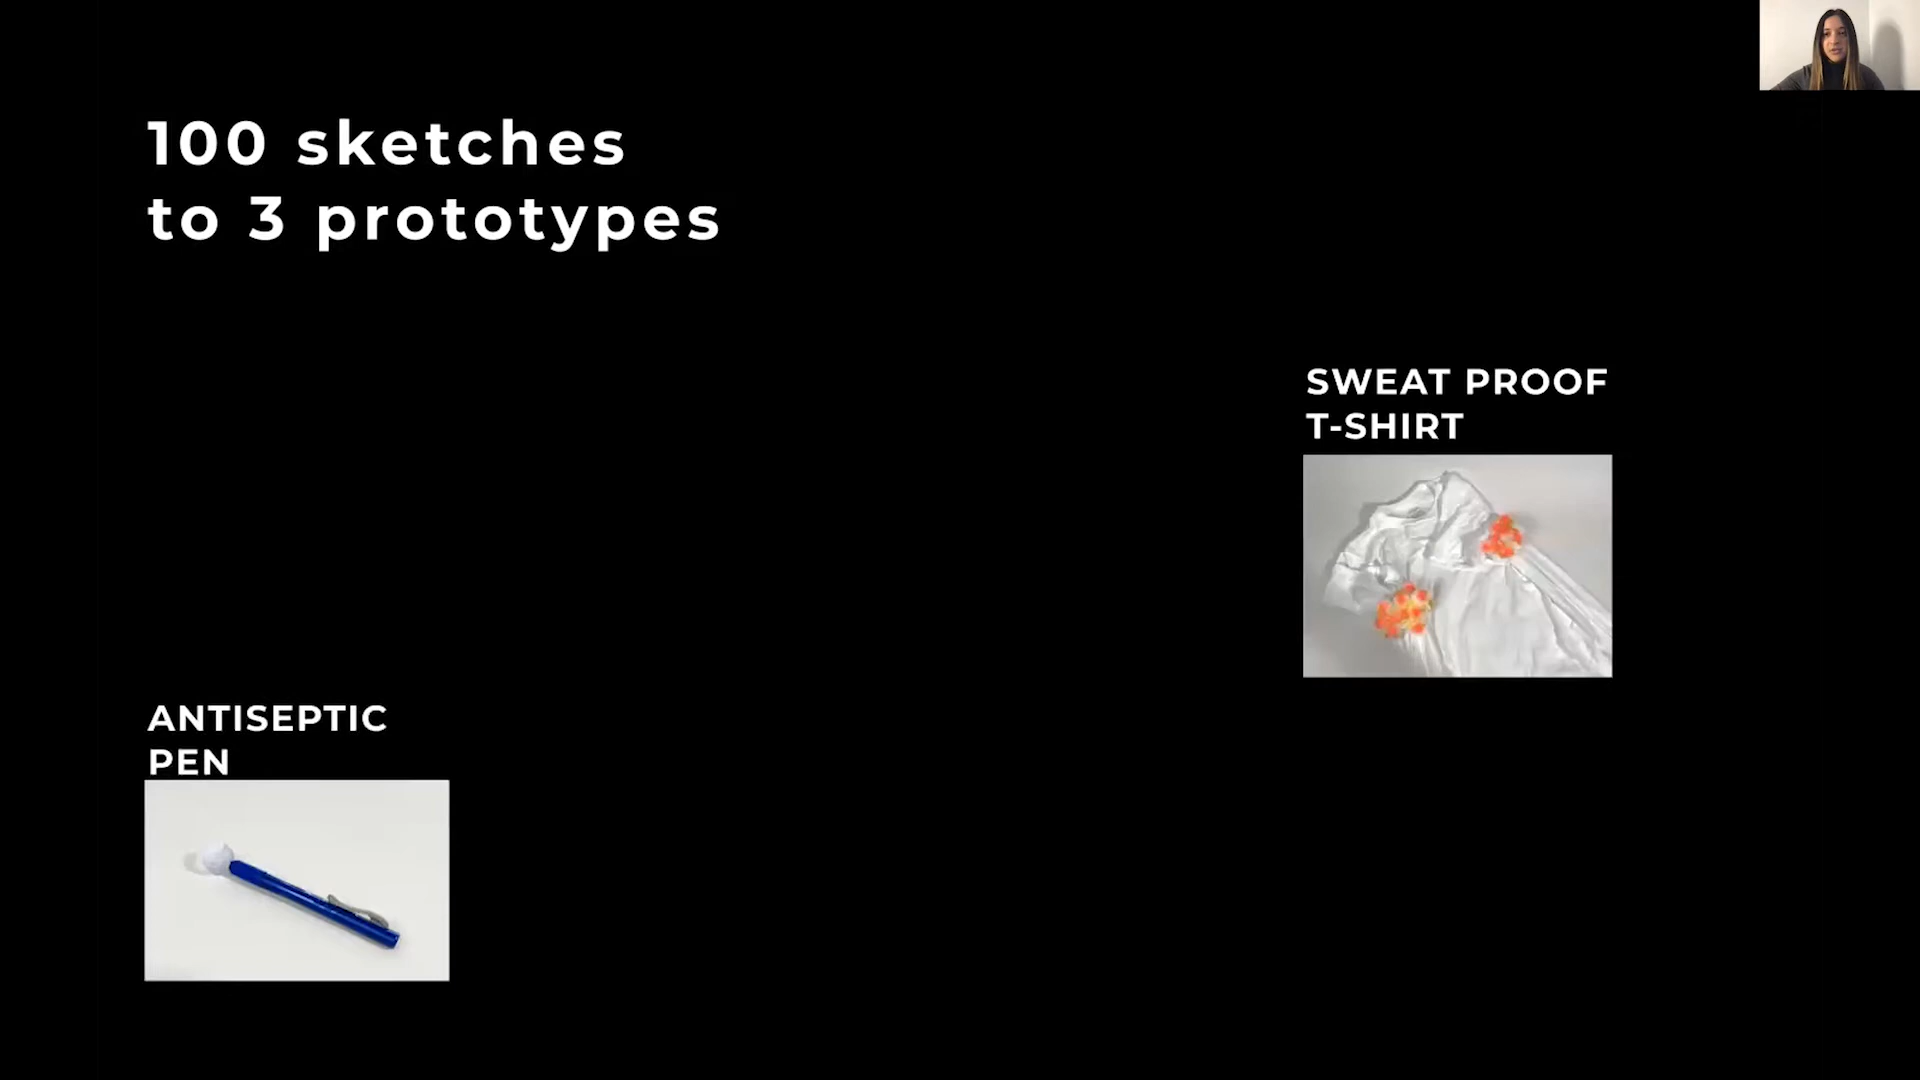 100 sketches
to 3 prototypes
SWEAT PROOF
T-SHIRT
ANTISEPTIC
PEN